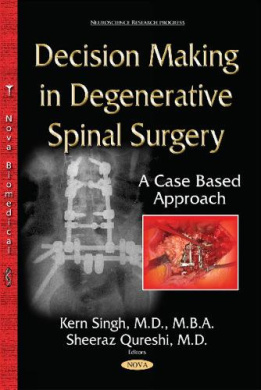 Neuroscience Research progress
Decision Making
in Degenerative
Spinal Surgery
A Case Based
Approach
Nova Biomedical
Kern Singh, M.D., M.B.A.
Sheeraz Qureshi, M.D.
Editors
NOVA